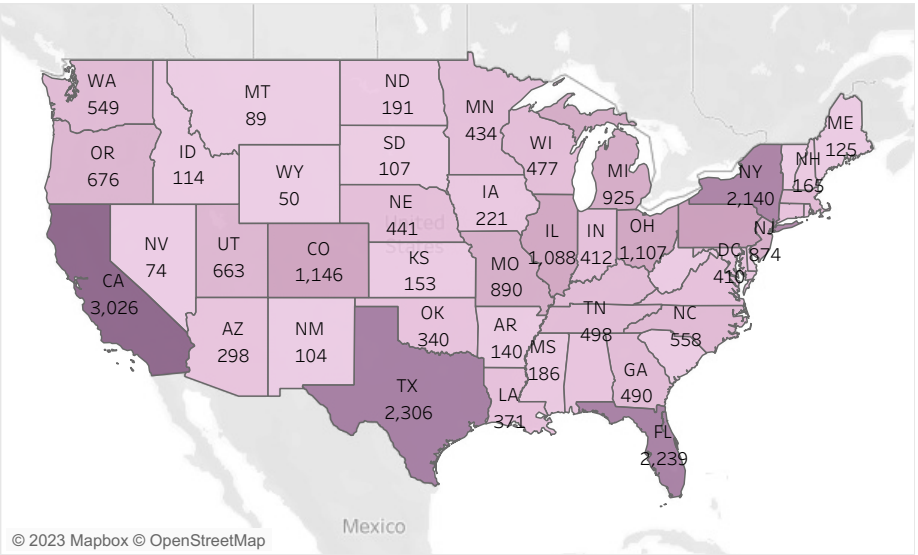 WA
549
MT
89
ND
191
MN
434
ME
125
OR
676
ID
114
SD
107
WI
477
MI
925
NH
165
WY
50
NY
2,140
IA
221
NE
441
United
States
NV
74
UT
663
CO
1,146
IL
1,088
IN
412
OH
1,107
NJ
874
DC
410
KS
153
MO
890
CA
3,026
TN
498
NC
558
AZ
298
NM
104
OK
340
AR
140
MS
186
GA
490
TX
2,306
LA
371
FL
2,239
Mexico
© 2023 Mapbox © OpenStreetMap